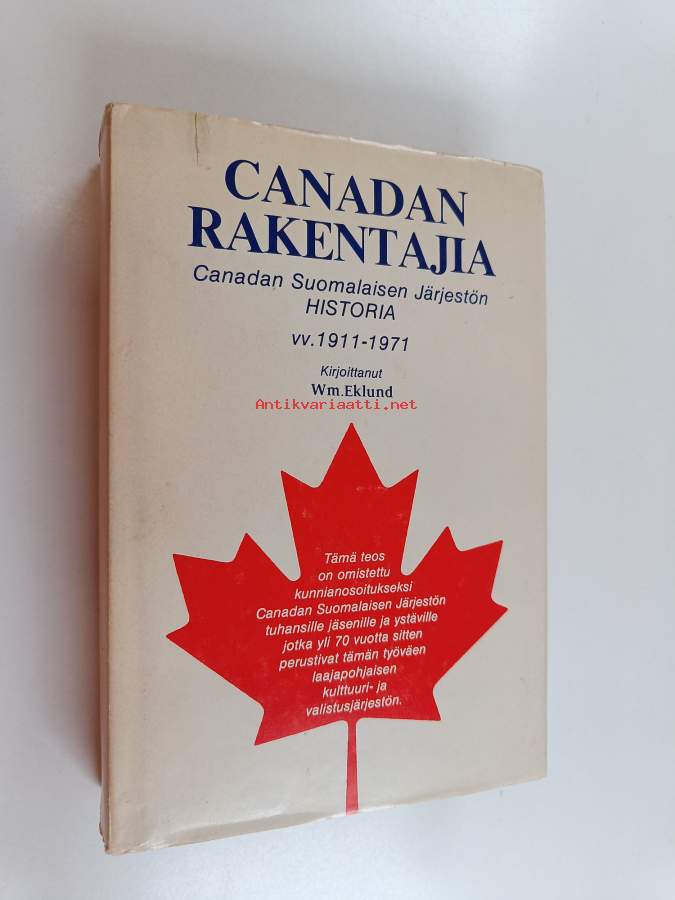 CANADAN
RAKENTAJIA
Canadan Suomalaisen Järjestön
HISTORIA
vv.1911-1971
Kirjoittanut
Wm.Eklund
Antikvariaatti.net
Tämä teos
on omistettu
kunnianosoitukseksi
Canadan Suomalaisen Järjestön
tuhansille jäsenille ja ystäville
jotka yli 70 vuotta sitten
perustivat tämän työväen
laajapohjaisen
kulttuuri- ja
valistusjärjestön.